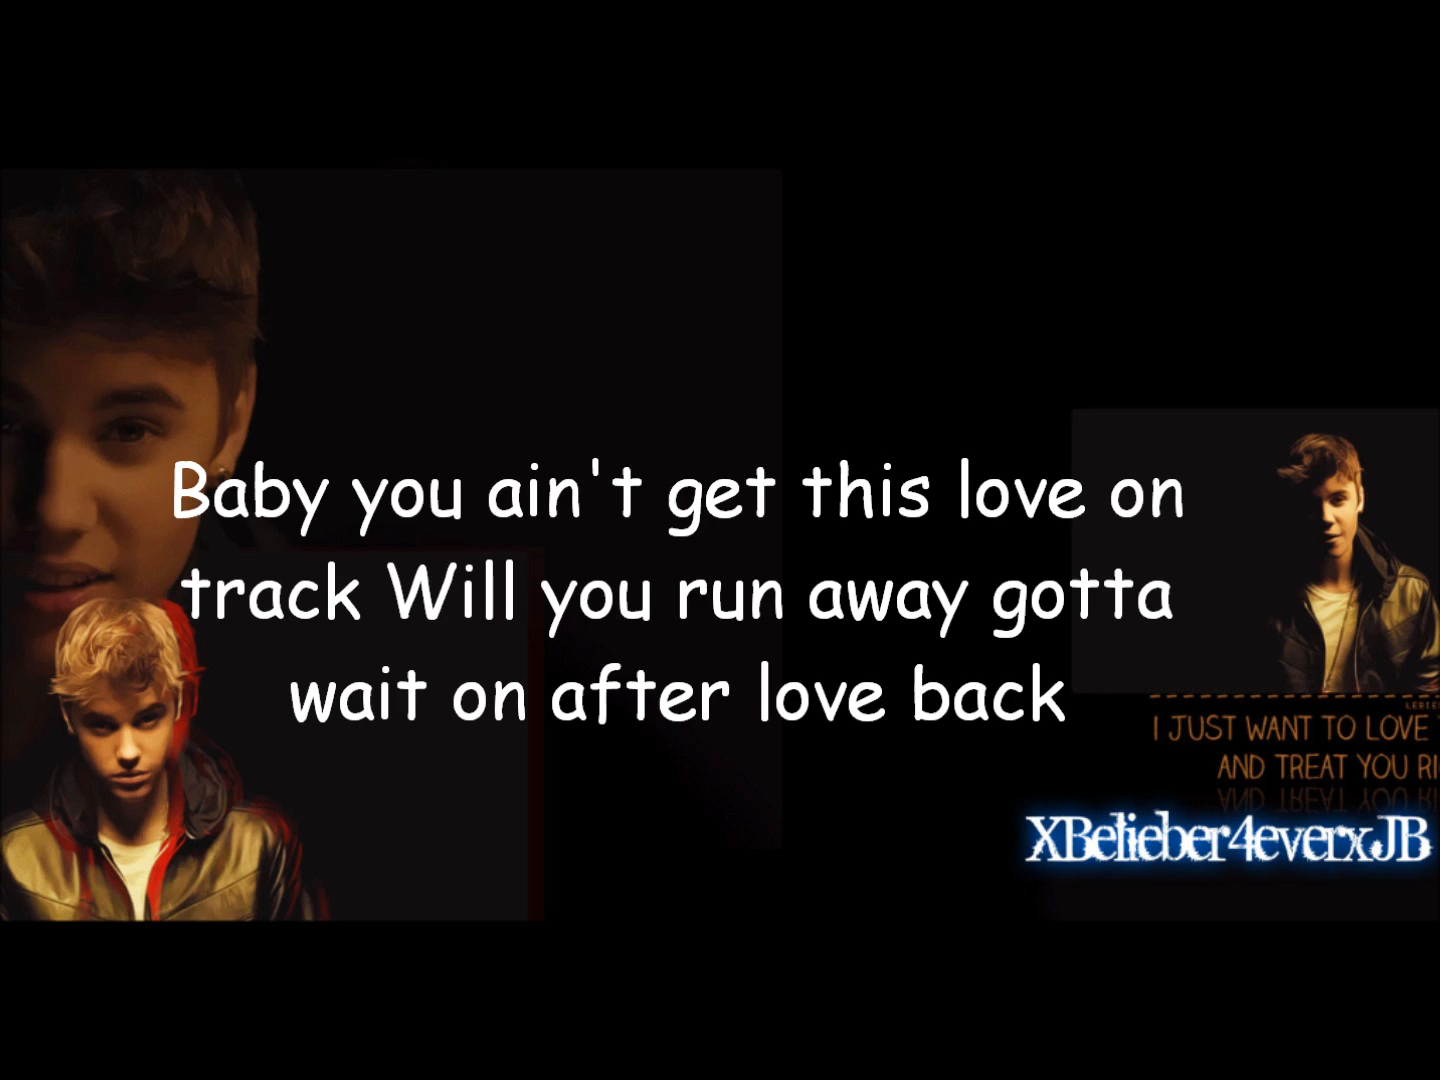 Baby you ain't get this love on
track Will you run away gotta
wait on after love back
I JUST WANT TO LOVE
AND TREAT YOU
XBelieber4everxJB